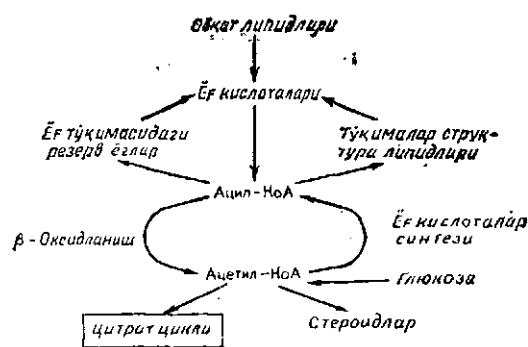 Овқат липидлари
Ёғ кислоталари
Ёғ тўқимасидаги
резерв ёғлар
Тўқималар струк-
тура липидлири
Ацил-КоА
β-Оксидланиш
Ёғ кислоталар
синтези
Ацетил-КоА
Глюкоза
цитрат цикли
Стероидлар